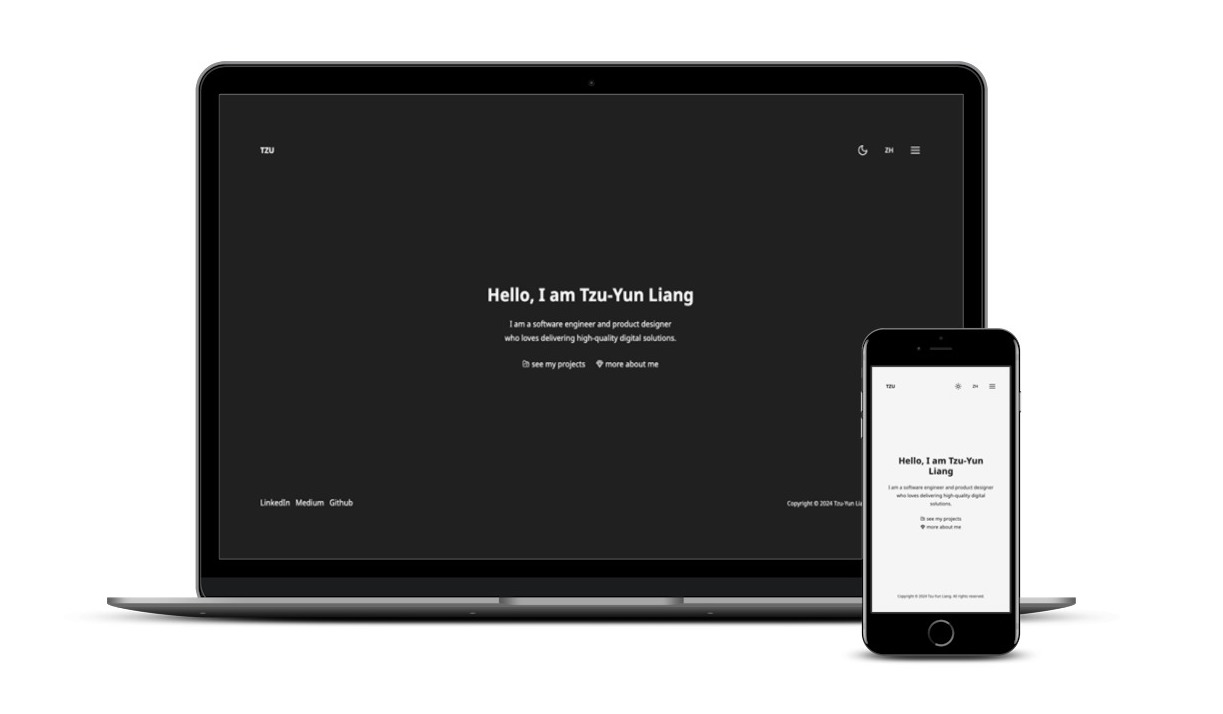 TZU
ZH
Hello, I am Tzu-Yun Liang
I am a software engineer and product designer
who loves delivering high-quality digital solutions.
see my projects more about me
LinkedIn Medium Github
Copyright © 2024 Tzu-Yun
TZU
ZH
Hello, I am Tzu-Yun
Liang
I am a software engineer and product designer
who loves delivering high-quality digital
solutions.
see my projects
more about me
Copyright © 2024 Tzu-Yun Liang. All rights reserved.